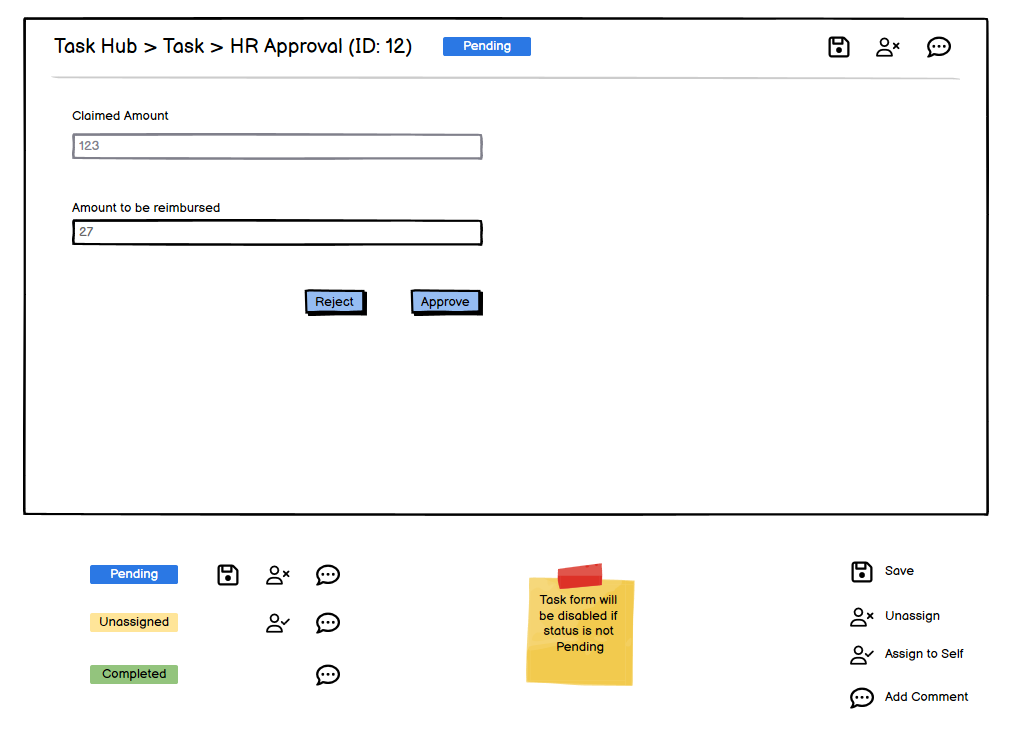 Task Hub > Task > HR Approval (ID: 12)
Pending
Claimed Amount
123
Amount to be reimbursed
27
Reject
Approve
Pending
Unassigned
Completed
Task form will
be disabled if
status is not
Pending
Save
Unassign
Assign to Self
Add Comment